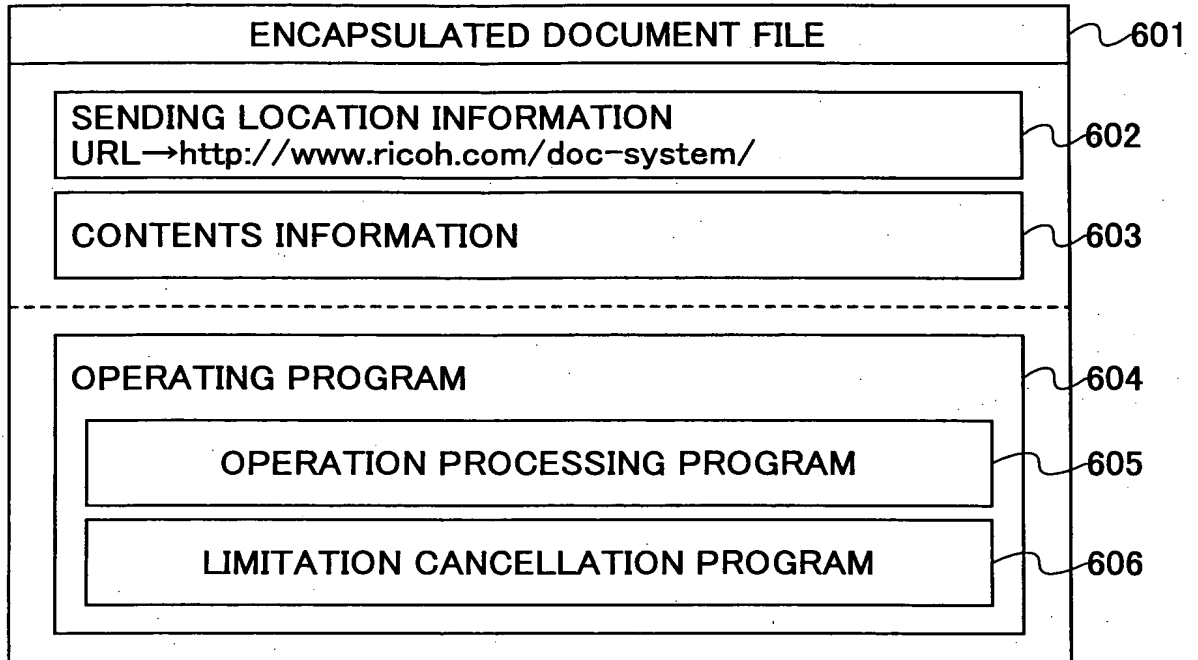 ENCAPSULATED DOCUMENT FILE 601
SENDING LOCATION INFORMATION
URL→http://www.ricoh.com/doc-system/ 602
CONTENTS INFORMATION 603
OPERATING PROGRAM 604
OPERATION PROCESSING PROGRAM 605
LIMITATION CANCELLATION PROGRAM 606